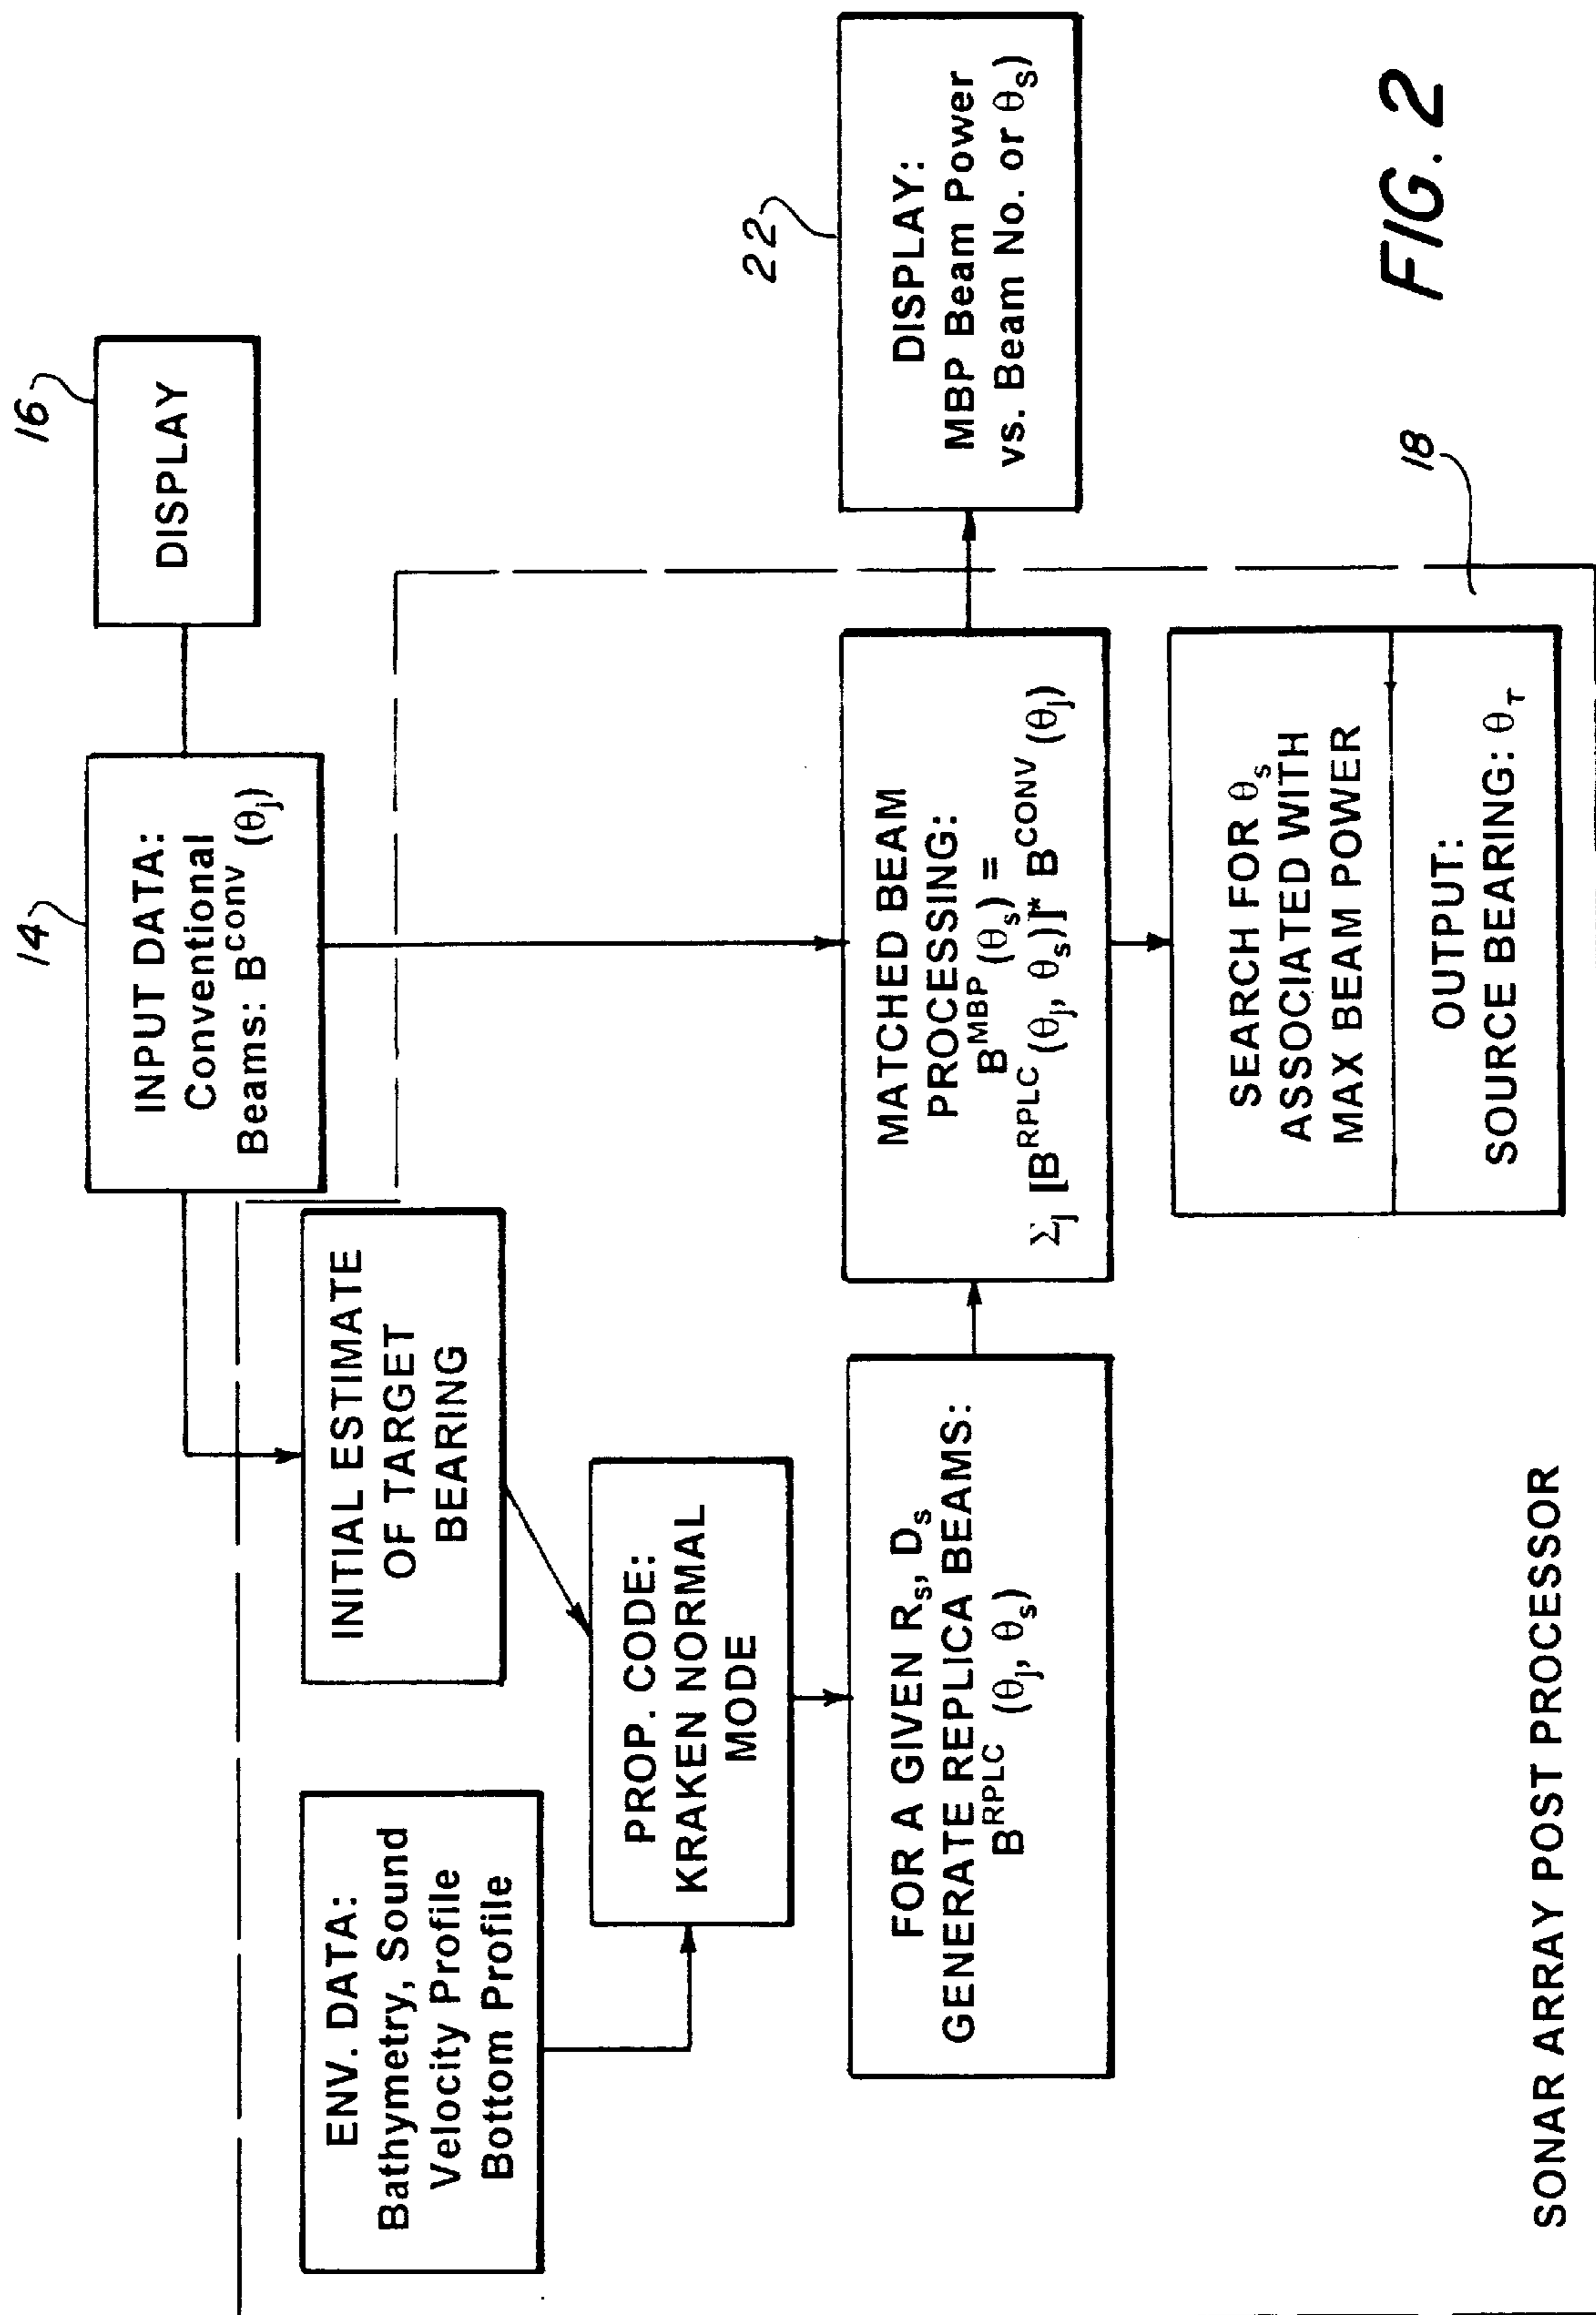 14
INPUT DATA:
Conventional
Beams: B^CONV (θj)
16
DISPLAY
ENV. DATA:
Bathymetry, Sound
Velocity Profile
Bottom Profile
INITIAL ESTIMATE
OF TARGET
BEARING
PROP. CODE:
KRAKEN NORMAL
MODE
FOR A GIVEN Rs, Ds
GENERATE REPLICA BEAMS:
B^RPLC (θj, θs)
MATCHED BEAM
PROCESSING:
B^MBP (θs) =
Σj [B^RPLC (θj, θs)]* B^CONV (θj)
22
DISPLAY:
MBP Beam Power
vs. Beam No. or θs)
SEARCH FOR θs
ASSOCIATED WITH
MAX BEAM POWER
OUTPUT:
SOURCE BEARING: θT
18
SONAR ARRAY POST PROCESSOR
FIG. 2